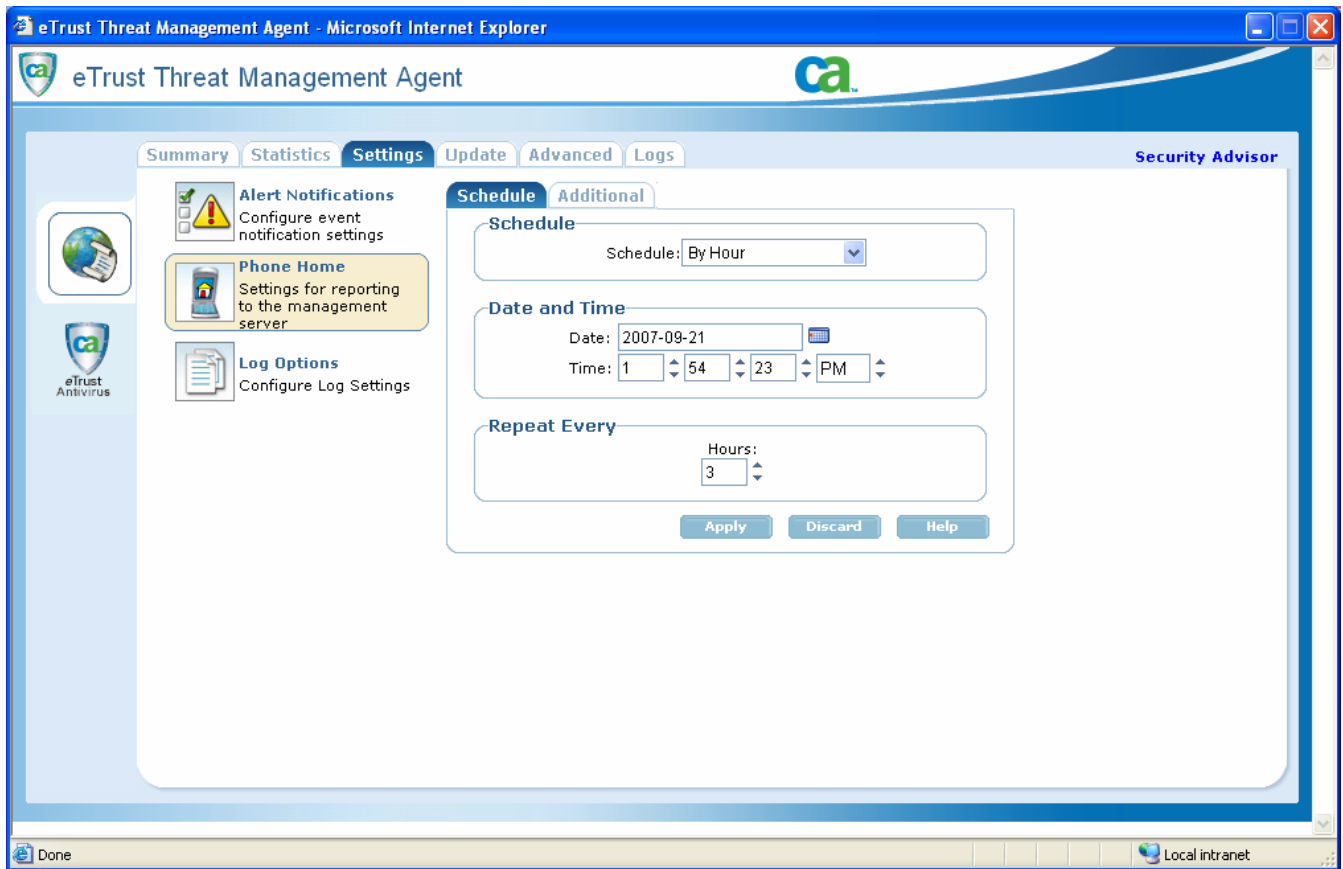 eTrust Threat Management Agent - Microsoft Internet Explorer
ca
eTrust Threat Management Agent
ca
Summary
Statistics
Settings
Update
Advanced
Logs
Security Advisor
Alert Notifications
Configure event
notification settings
Phone Home
Settings for reporting
to the management
server
Log Options
Configure Log Settings
ca
eTrust
Antivirus
Schedule
Additional
Schedule
Schedule: By Hour
Date and Time
Date: 2007-09-21
Time: 1 54 23 PM
Repeat Every
Hours:
3
Apply
Discard
Help
Done
Local intranet